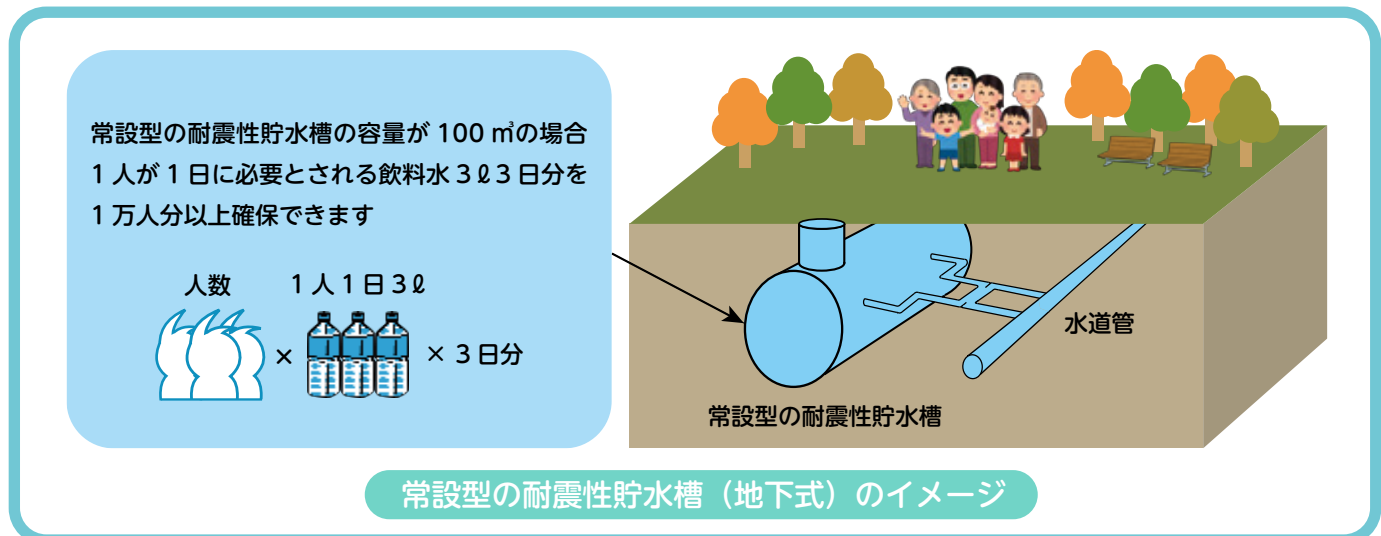 常設型の耐震性貯水槽の容量が 100 ㎥の場合
1 人が 1 日に必要とされる飲料水 3ℓ3 日分を
1 万人分以上確保できます
人数
1 人 1 日 3ℓ
×
× 3 日分
水道管
常設型の耐震性貯水槽
常設型の耐震性貯水槽（地下式）のイメージ